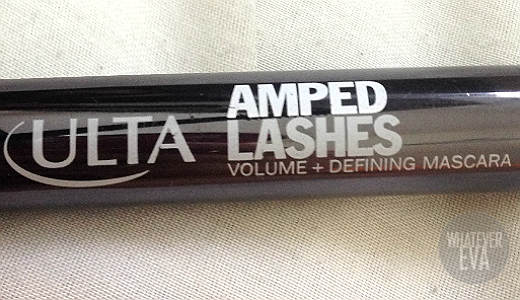 ULTA
AMPED
LASHES
VOLUME + DEFINING MASCARA
WHATEVER
EVA